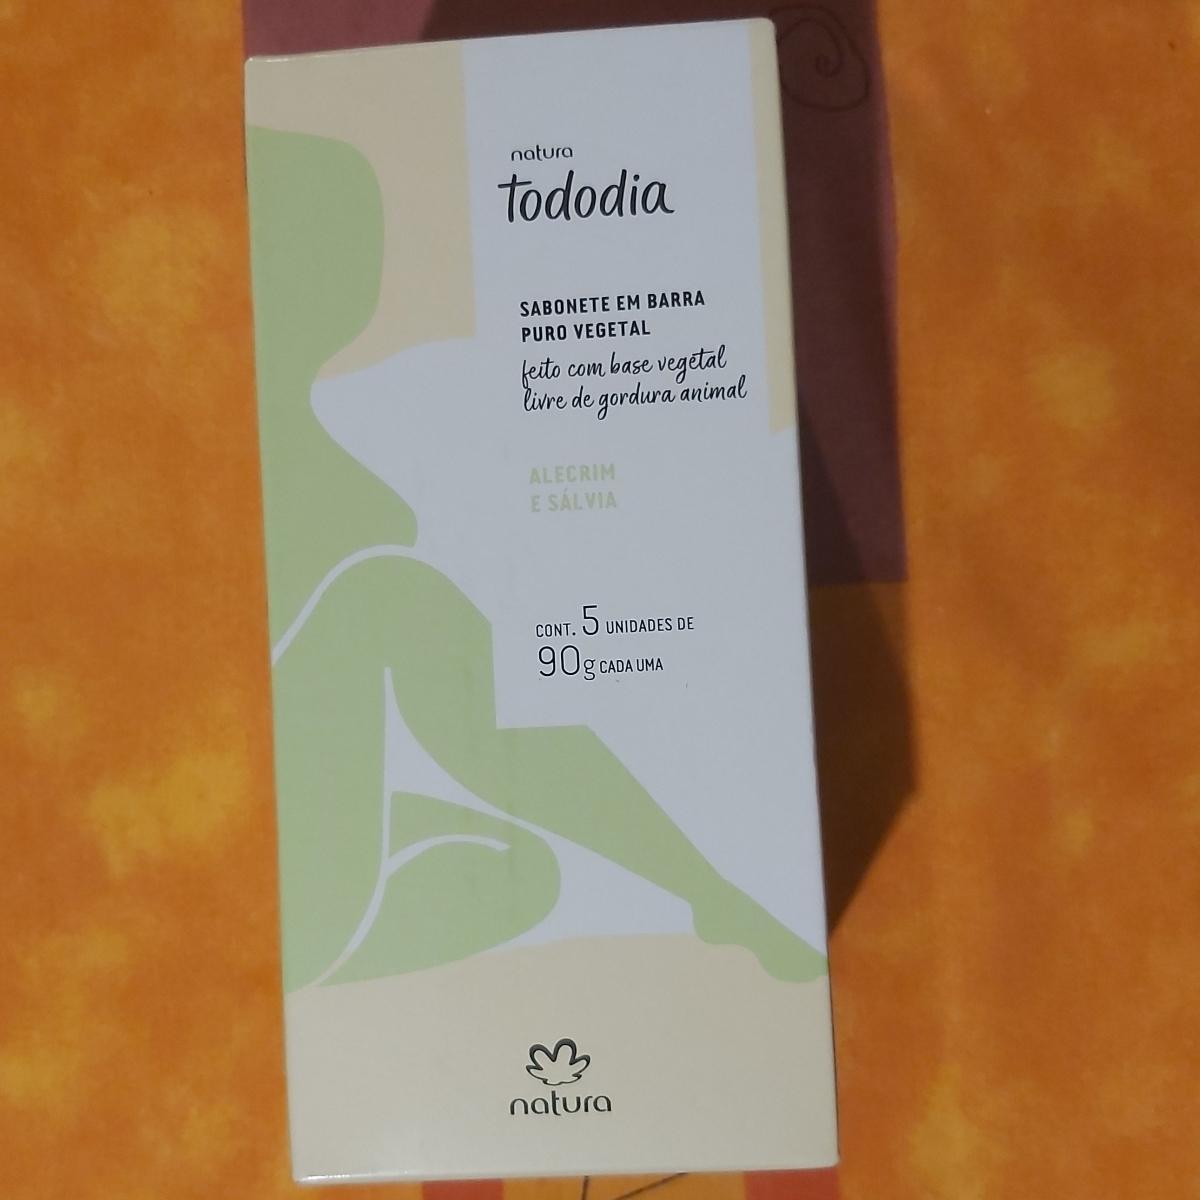 natura
tododia
SABONETE EM BARRA
PURO VEGETAL
feito com base vegetal
livre de gordura animal
ALECRIM
E SÁLVIA
CONT. 5 UNIDADES DE
90g CADA UMA
natura